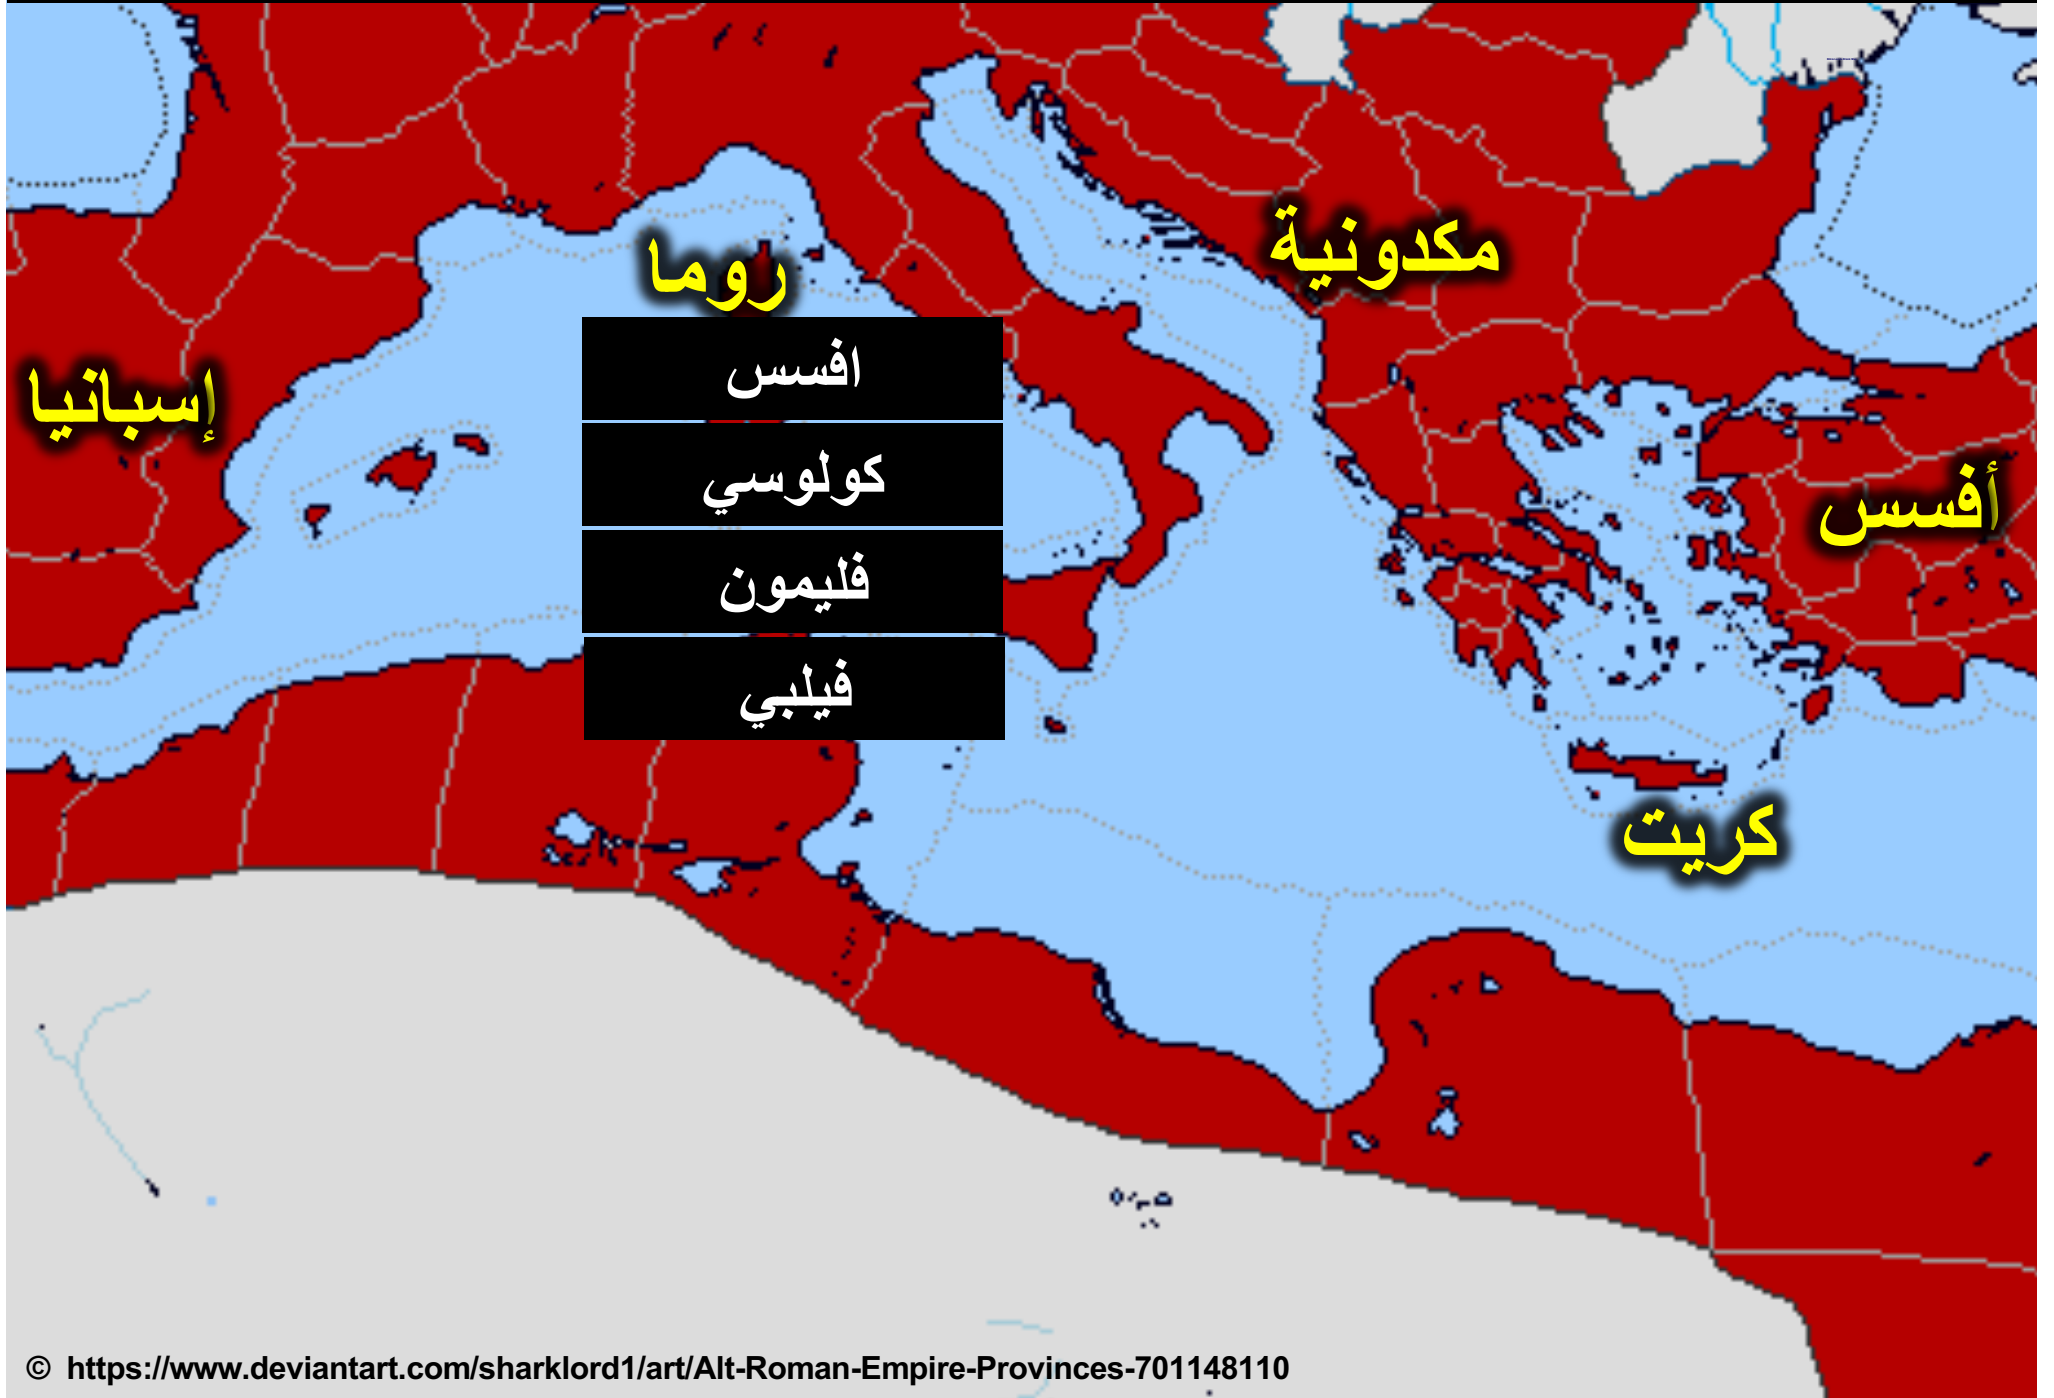 مكدونية
روما
إسبانيا
أفسس
كريت
افسس
كولوسي
فليمون
فيلبي
© https://www.deviantart.com/sharklord1/art/Alt-Roman-Empire-Provinces-701148110